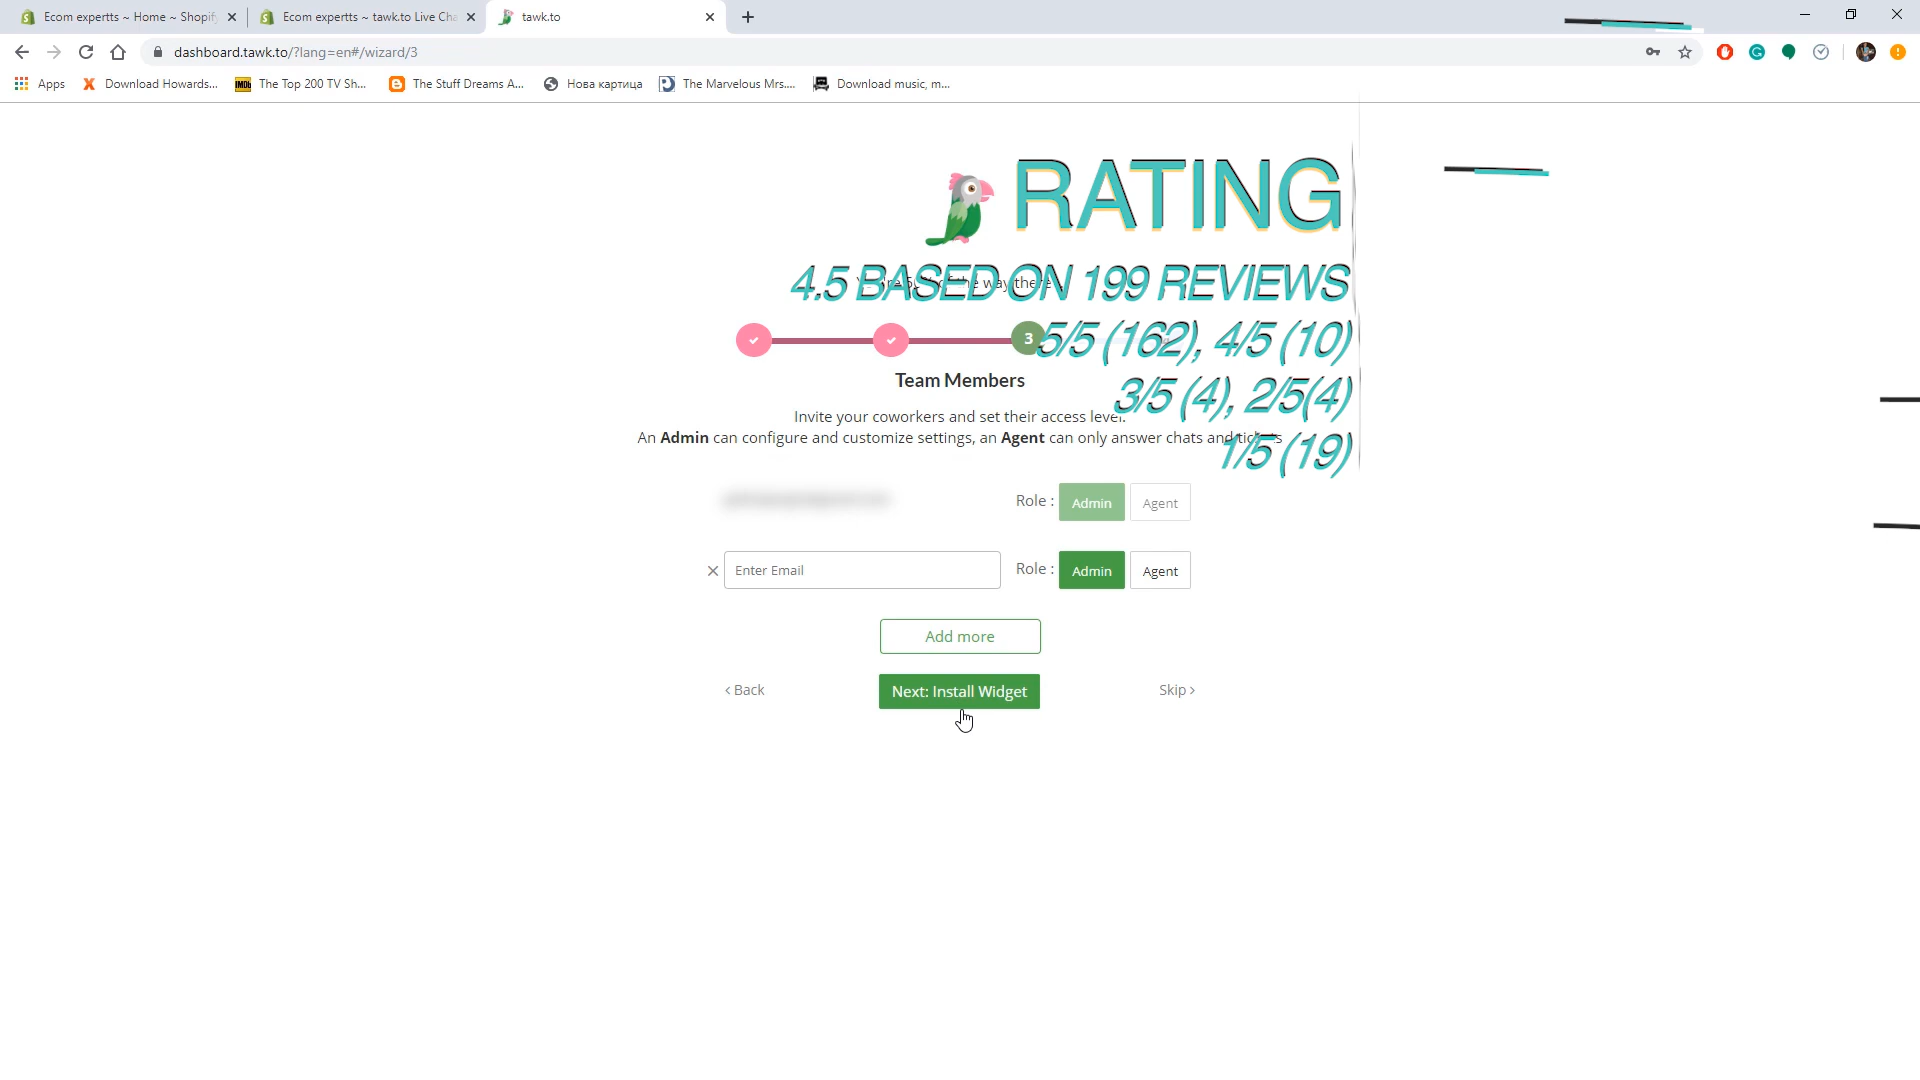 Ecom expertts ~ Home ~ Shopif
Ecom expertts ~ tawk.to Live Cha
tawk.to
dashboard.tawk.to/?lang=en#/wizard/3
Apps
Download Howards...
IMDb
The Top 200 TV Sh...
The Stuff Dreams A...
Нова картица
The Marvelous Mrs....
Download music, m...
RATING
4.5 BASED ON 199 REVIEWS
3
5/5 (162), 4/5 (10)
3/5 (4), 2/5(4)
1/5 (19)
Team Members
Invite your coworkers and set their access level.
An Admin can configure and customize settings, an Agent can only answer chats and tickets
Role : Admin Agent
Enter Email Role : Admin Agent
Add more
< Back
Next: Install Widget
Skip >